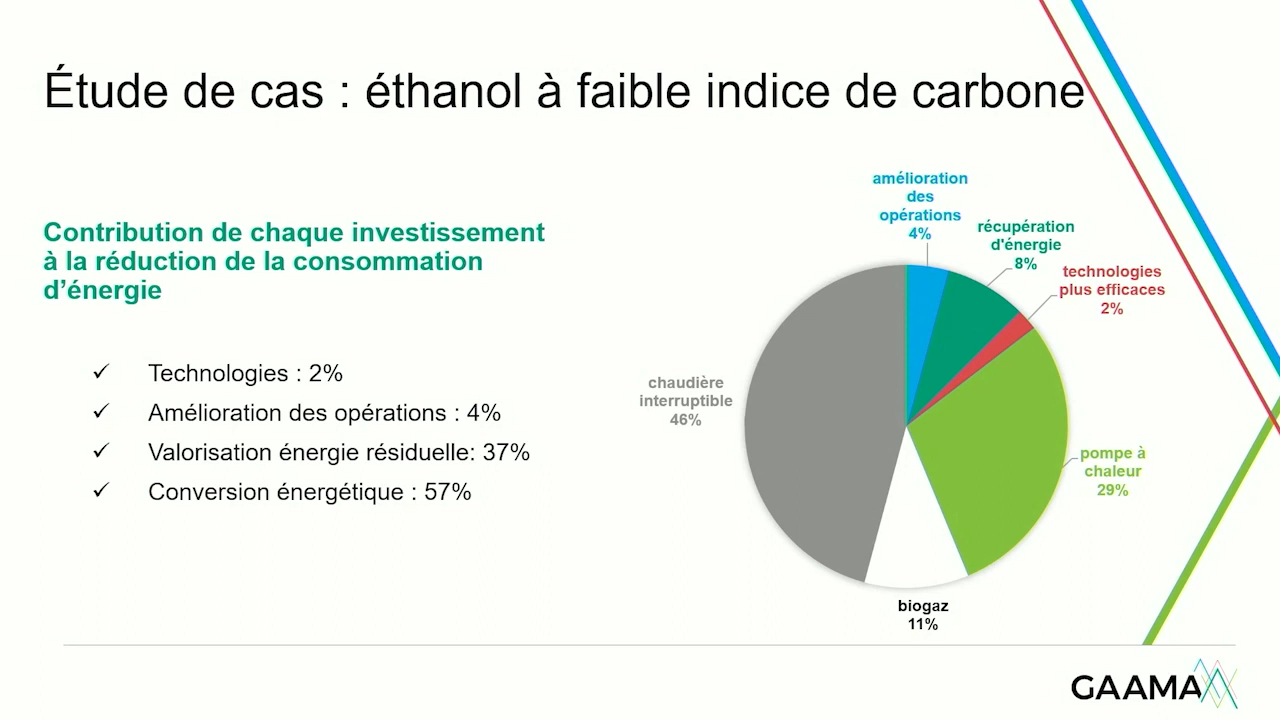 Étude de cas : éthanol à faible indice de carbone
Contribution de chaque investissement
à la réduction de la consommation
d’énergie
✓ Technologies : 2%
✓ Amélioration des opérations : 4%
✓ Valorisation énergie résiduelle: 37%
✓ Conversion énergétique : 57%
amélioration
des
opérations
4%
récupération
d'énergie
8%
technologies
plus efficaces
2%
chaudière
interruptible
46%
pompe à
chaleur
29%
biogaz
11%
GAAMA